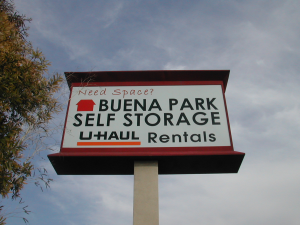 Need Space?
BUENA PARK
SELF STORAGE
U-HAUL Rentals